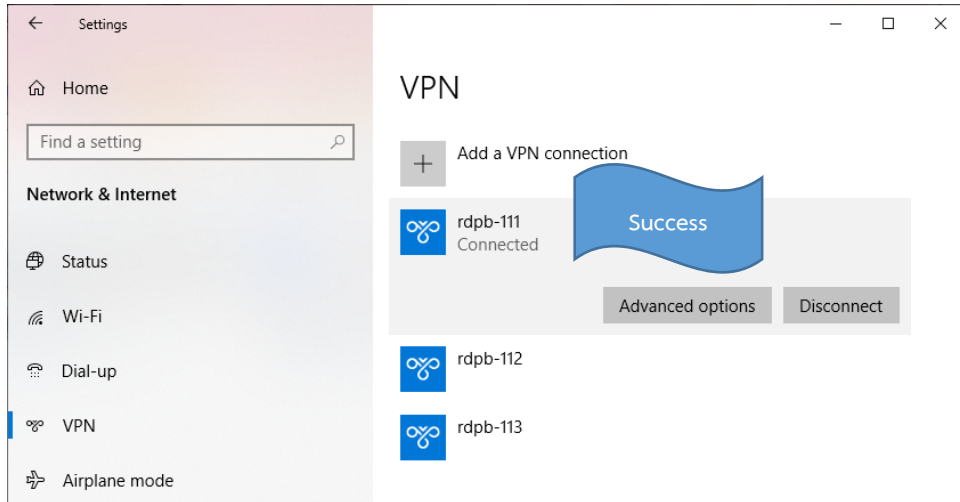 Settings
Home
Find a setting
Network & Internet
Status
Wi-Fi
Dial-up
VPN
Airplane mode
VPN
Add a VPN connection
rdpb-111
Connected
Success
Advanced options Disconnect
rdpb-112
rdpb-113